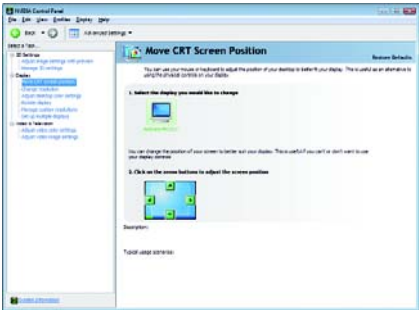 NVIDIA Control Panel
File Edit View Profiles Display Help
Back Advanced Settings
Select a Task...
3D Settings
Adjust image settings with preview
Manage 3D settings
Display
Move CRT screen position
Change resolution
Adjust desktop color settings
Rotate display
Manage custom resolutions
Set up multiple displays
Video & Television
Adjust video color settings
Adjust video image settings
System Information
Move CRT Screen Position
Restore Defaults
You can use your mouse or keyboard to adjust the position of your desktop to better fit your display. This is useful as an alternative to
using the physical controls on your display.
1. Select the display you would like to change
You can change the position of your screen to better suit your display. This is useful if you can't or don't want to use
your display controls
2. Click on the arrow buttons to adjust the screen position
Description:
Typical usage scenarios: